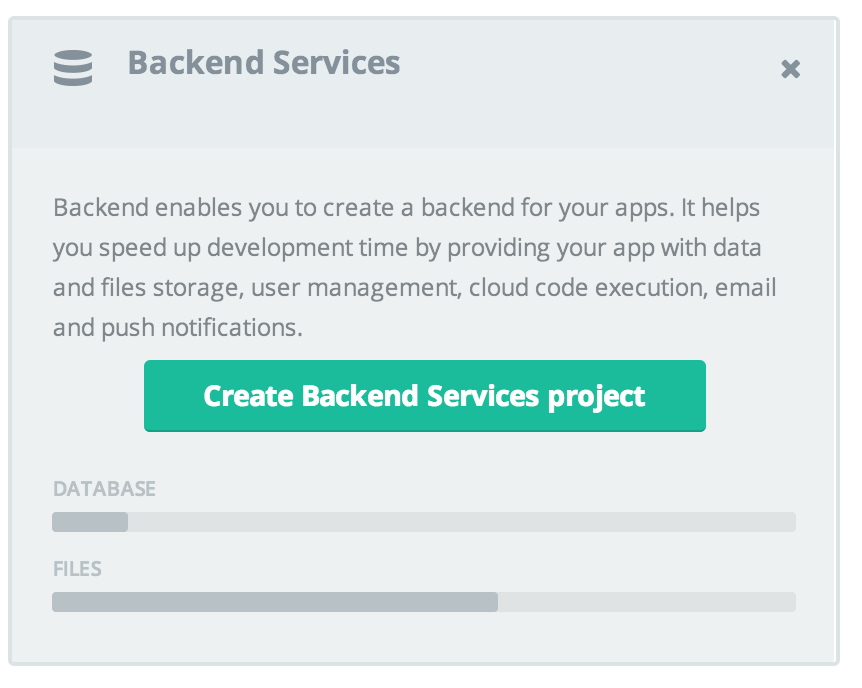 Backend Services
Backend enables you to create a backend for your apps. It helps
you speed up development time by providing your app with data
and files storage, user management, cloud code execution, email
and push notifications.
Create Backend Services project
DATABASE
FILES